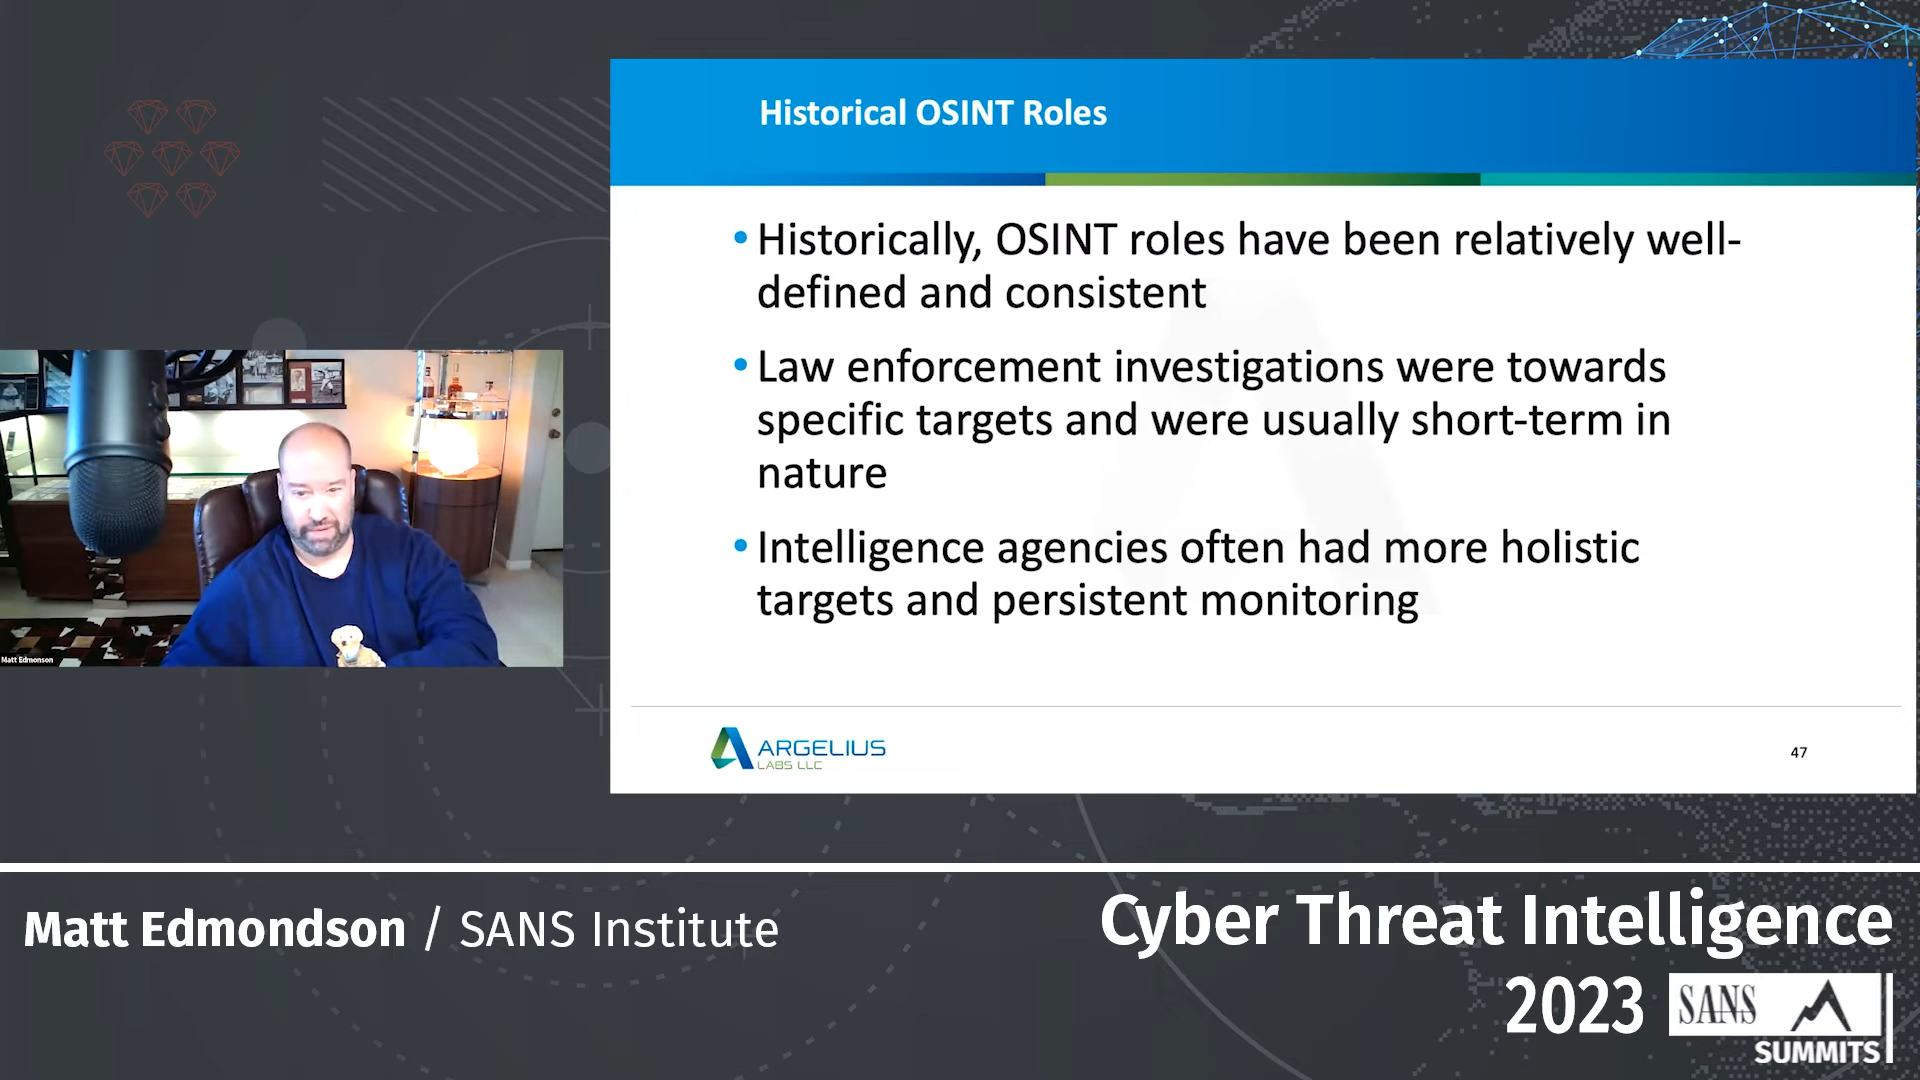 Historical OSINT Roles
•Historically, OSINT roles have been relatively well-
defined and consistent
•Law enforcement investigations were towards
specific targets and were usually short-term in
nature
•Intelligence agencies often had more holistic
targets and persistent monitoring
ARGELIUS
LABS LLC
47
Matt Edmonson
Matt Edmondson / SANS Institute
Cyber Threat Intelligence
2023
SANS
SUMMITS